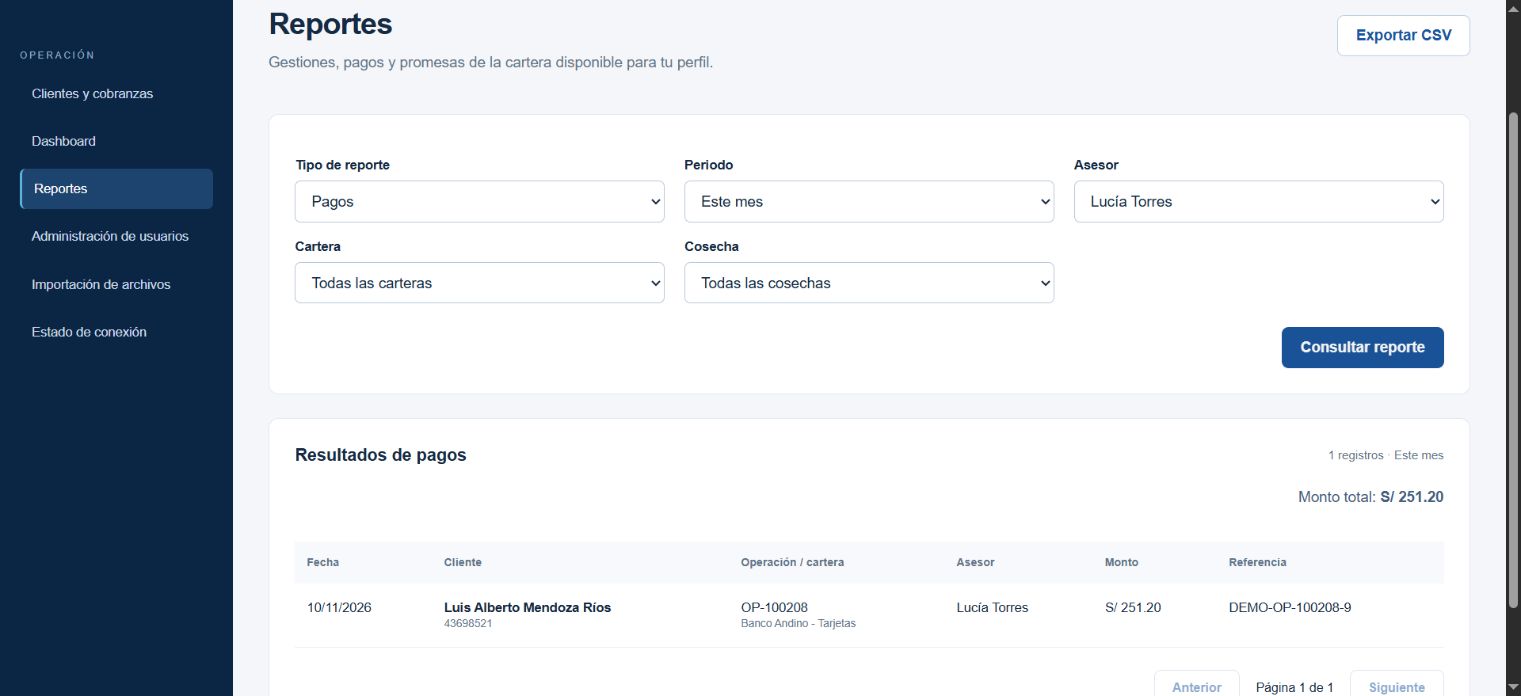 OPERACIÓN
Clientes y cobranzas
Dashboard
Reportes
Administración de usuarios
Importación de archivos
Estado de conexión
Reportes
Exportar CSV
Gestiones, pagos y promesas de la cartera disponible para tu perfil.
Tipo de reporte Periodo Asesor
Pagos Este mes Lucía Torres
Cartera Cosecha
Todas las carteras Todas las cosechas
Consultar reporte
Resultados de pagos 1 registros · Este mes
Monto total: S/ 251.20
Fecha Cliente Operación / cartera Asesor Monto Referencia
10/11/2026 Luis Alberto Mendoza Ríos OP-100208 Lucía Torres S/ 251.20 DEMO-OP-100208-9
43698521 Banco Andino - Tarjetas
Anterior Página 1 de 1 Siguiente